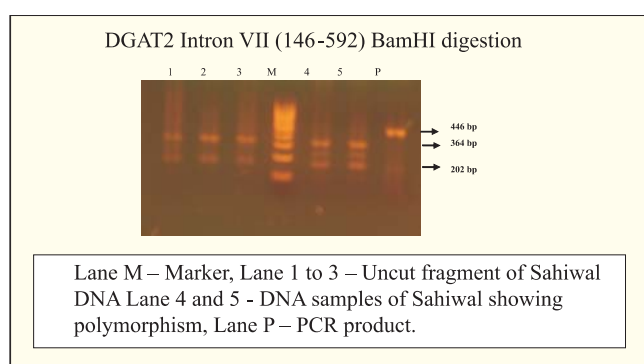 DGAT2 Intron VII (146-592) BamHI digestion
1 2 3 M 4 5 P
446 bp
364 bp
202 bp
Lane M – Marker, Lane 1 to 3 – Uncut fragment of Sahiwal
DNA Lane 4 and 5 - DNA samples of Sahiwal showing
polymorphism, Lane P – PCR product.